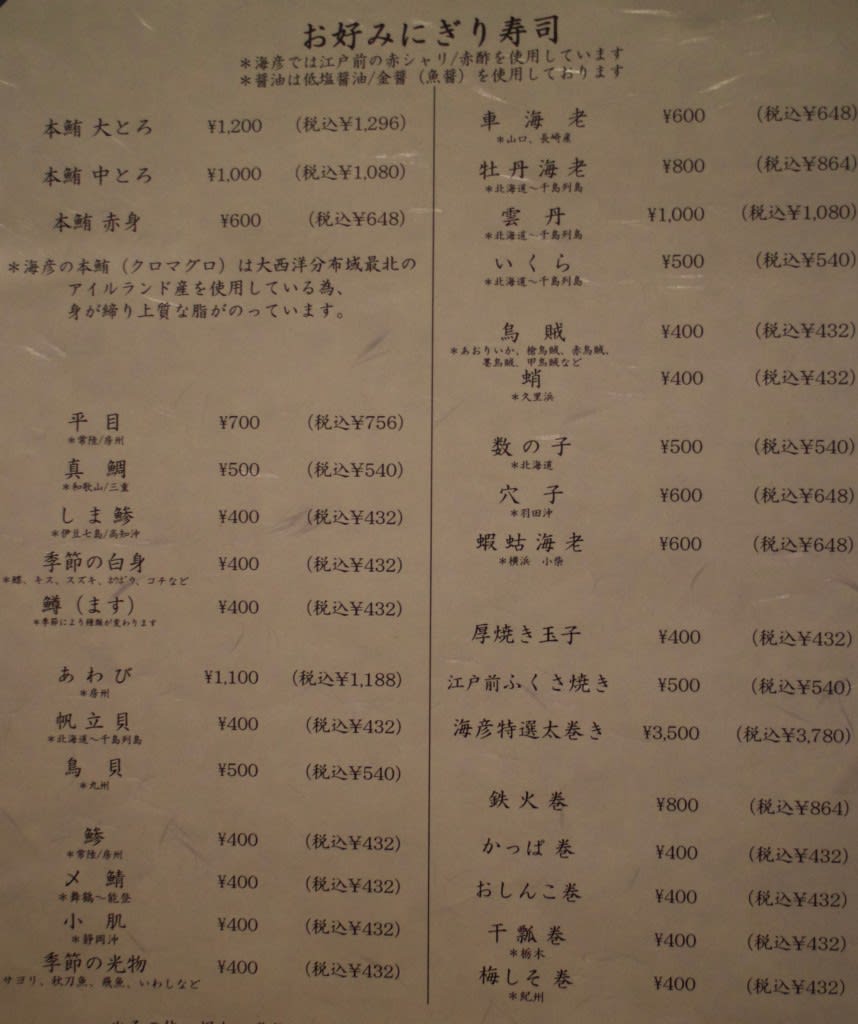 お好みにぎり寿司
＊海彦では江戸前の赤シャリ/赤酢を使用しています
＊醤油は低塩醤油/金醤（魚醤）を使用しております
本鮪 大とろ ¥1,200 (税込¥1,296)
本鮪 中とろ ¥1,000 (税込¥1,080)
本鮪 赤身 ¥600 (税込¥648)
＊海彦の本鮪（クロマグロ）は大西洋分布域最北の
アイルランド産を使用している為、
身が締り上質な脂がのっています。
平目 ¥700 (税込¥756)
＊常陸/房州
真鯛 ¥500 (税込¥540)
＊和歌山/三重
しま鯵 ¥400 (税込¥432)
＊伊豆七島/高知沖
季節の白身 ¥400 (税込¥432)
＊鱚、キス、スズキ、ホウボウ、コチなど
鱒（ます） ¥400 (税込¥432)
＊季節により種類が変わります
あわび ¥1,100 (税込¥1,188)
＊房州
帆立貝 ¥400 (税込¥432)
＊北海道～千島列島
鳥貝 ¥500 (税込¥540)
＊九州
鯵 ¥400 (税込¥432)
＊常陸/房州
〆鯖 ¥400 (税込¥432)
＊舞鶴～能登
小肌 ¥400 (税込¥432)
＊静岡沖
季節の光物 ¥400 (税込¥432)
サヨリ、秋刀魚、飛魚、いわしなど
車海老 ¥600 (税込¥648)
＊山口、長崎産
牡丹海老 ¥800 (税込¥864)
＊北海道～千島列島
雲丹 ¥1,000 (税込¥1,080)
＊北海道～千島列島
いくら ¥500 (税込¥540)
＊北海道～千島列島
烏賊 ¥400 (税込¥432)
＊あおりいか、槍烏賊、赤烏賊、
墨烏賊、甲烏賊など
蛸 ¥400 (税込¥432)
＊久里浜
数の子 ¥500 (税込¥540)
＊北海道
穴子 ¥600 (税込¥648)
＊羽田沖
蝦蛄海老 ¥600 (税込¥648)
＊横浜 小柴
厚焼き玉子 ¥400 (税込¥432)
江戸前ふくさ焼き ¥500 (税込¥540)
海彦特選太巻き ¥3,500 (税込¥3,780)
鉄火巻 ¥800 (税込¥864)
かっぱ巻 ¥400 (税込¥432)
おしんこ巻 ¥400 (税込¥432)
干瓢巻 ¥400 (税込¥432)
＊栃木
梅しそ巻 ¥400 (税込¥432)
＊紀州